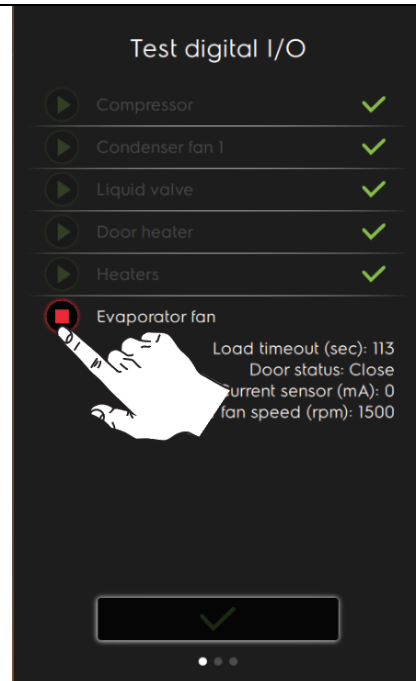 Test digital I/O
Compressor
Condenser fan 1
Liquid valve
Door heater
Heaters
Evaporator fan
Load timeout (sec): 113
Door status: Close
Current sensor (mA): 0
fan speed (rpm): 1500